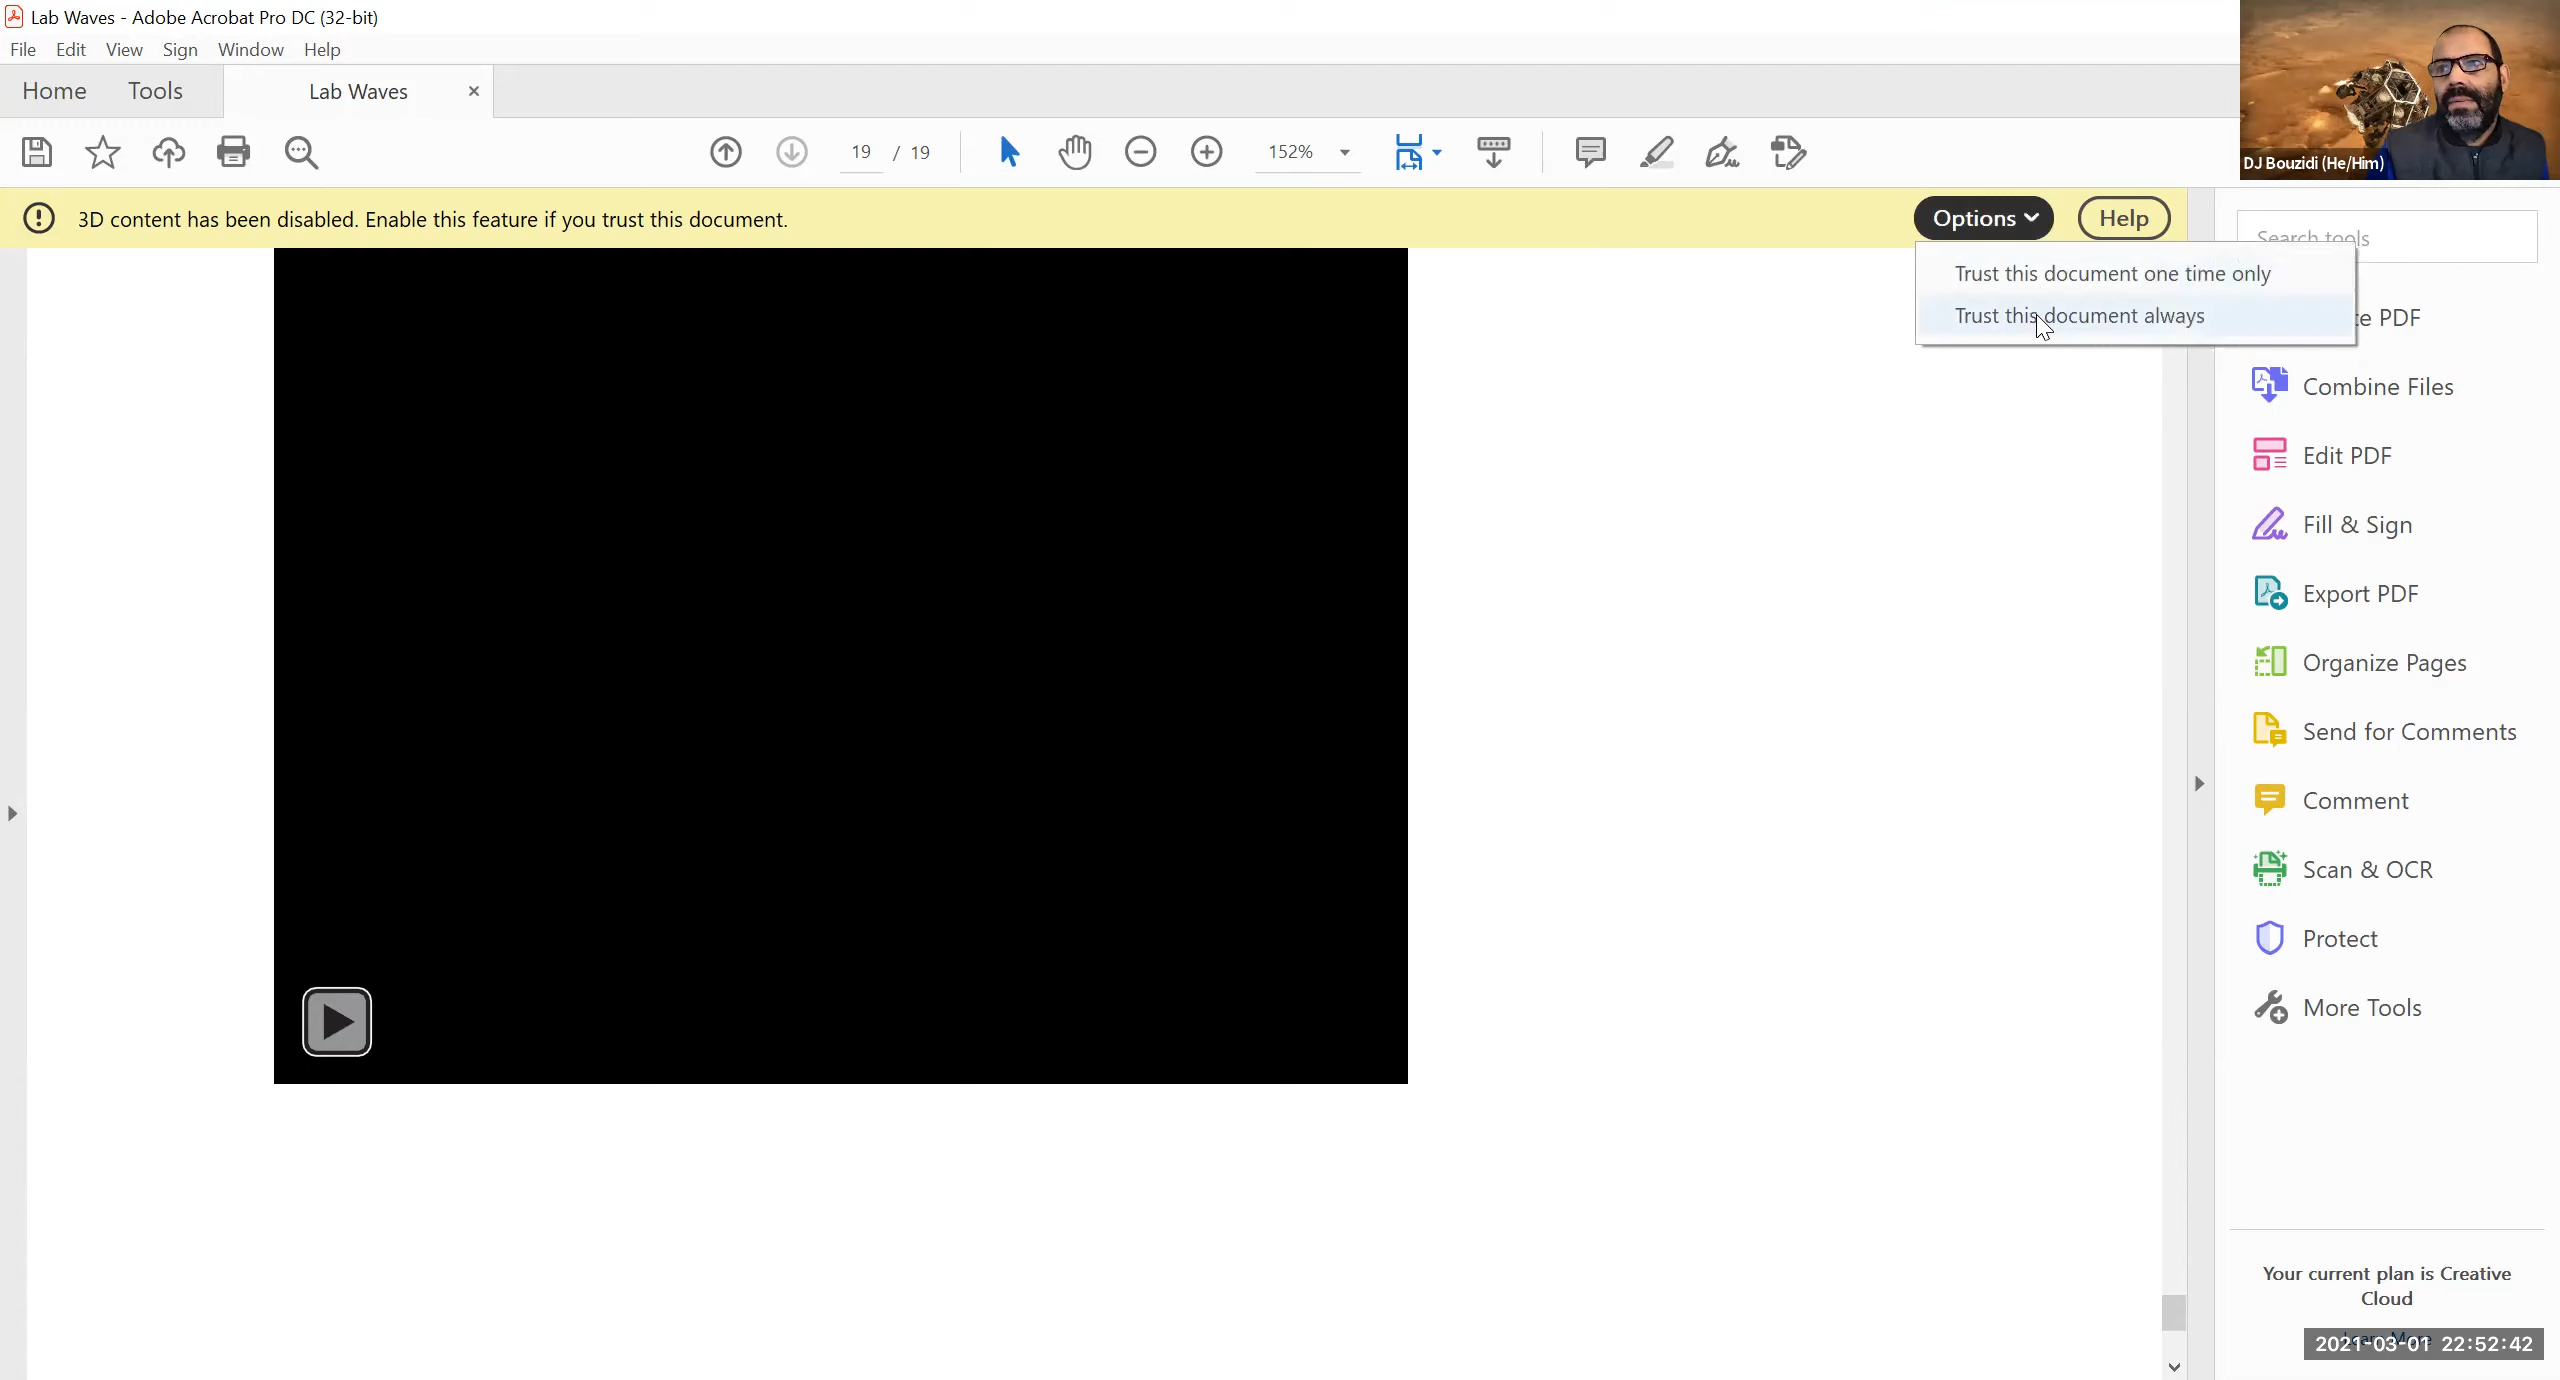 Lab Waves - Adobe Acrobat Pro DC (32-bit)
File Edit View Sign Window Help
Home Tools Lab Waves ×
19 / 19 152%
DJ Bouzidi (He/Him)
3D content has been disabled. Enable this feature if you trust this document.
Options Help
Search tools
Trust this document one time only
Trust this document always
PDF
Combine Files
Edit PDF
Fill & Sign
Export PDF
Organize Pages
Send for Comments
Comment
Scan & OCR
Protect
More Tools
Your current plan is Creative
Cloud
2021-03-01 22:52:42